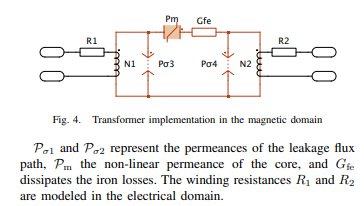 Pm Gfe
R1 R2
N1 Pσ3 Pσ4 N2
Fig. 4. Transformer implementation in the magnetic domain
𝒫σ1 and 𝒫σ2 represent the permeances of the leakage flux
path, 𝒫m the non-linear permeance of the core, and Gfe
dissipates the iron losses. The winding resistances R1 and R2
are modeled in the electrical domain.